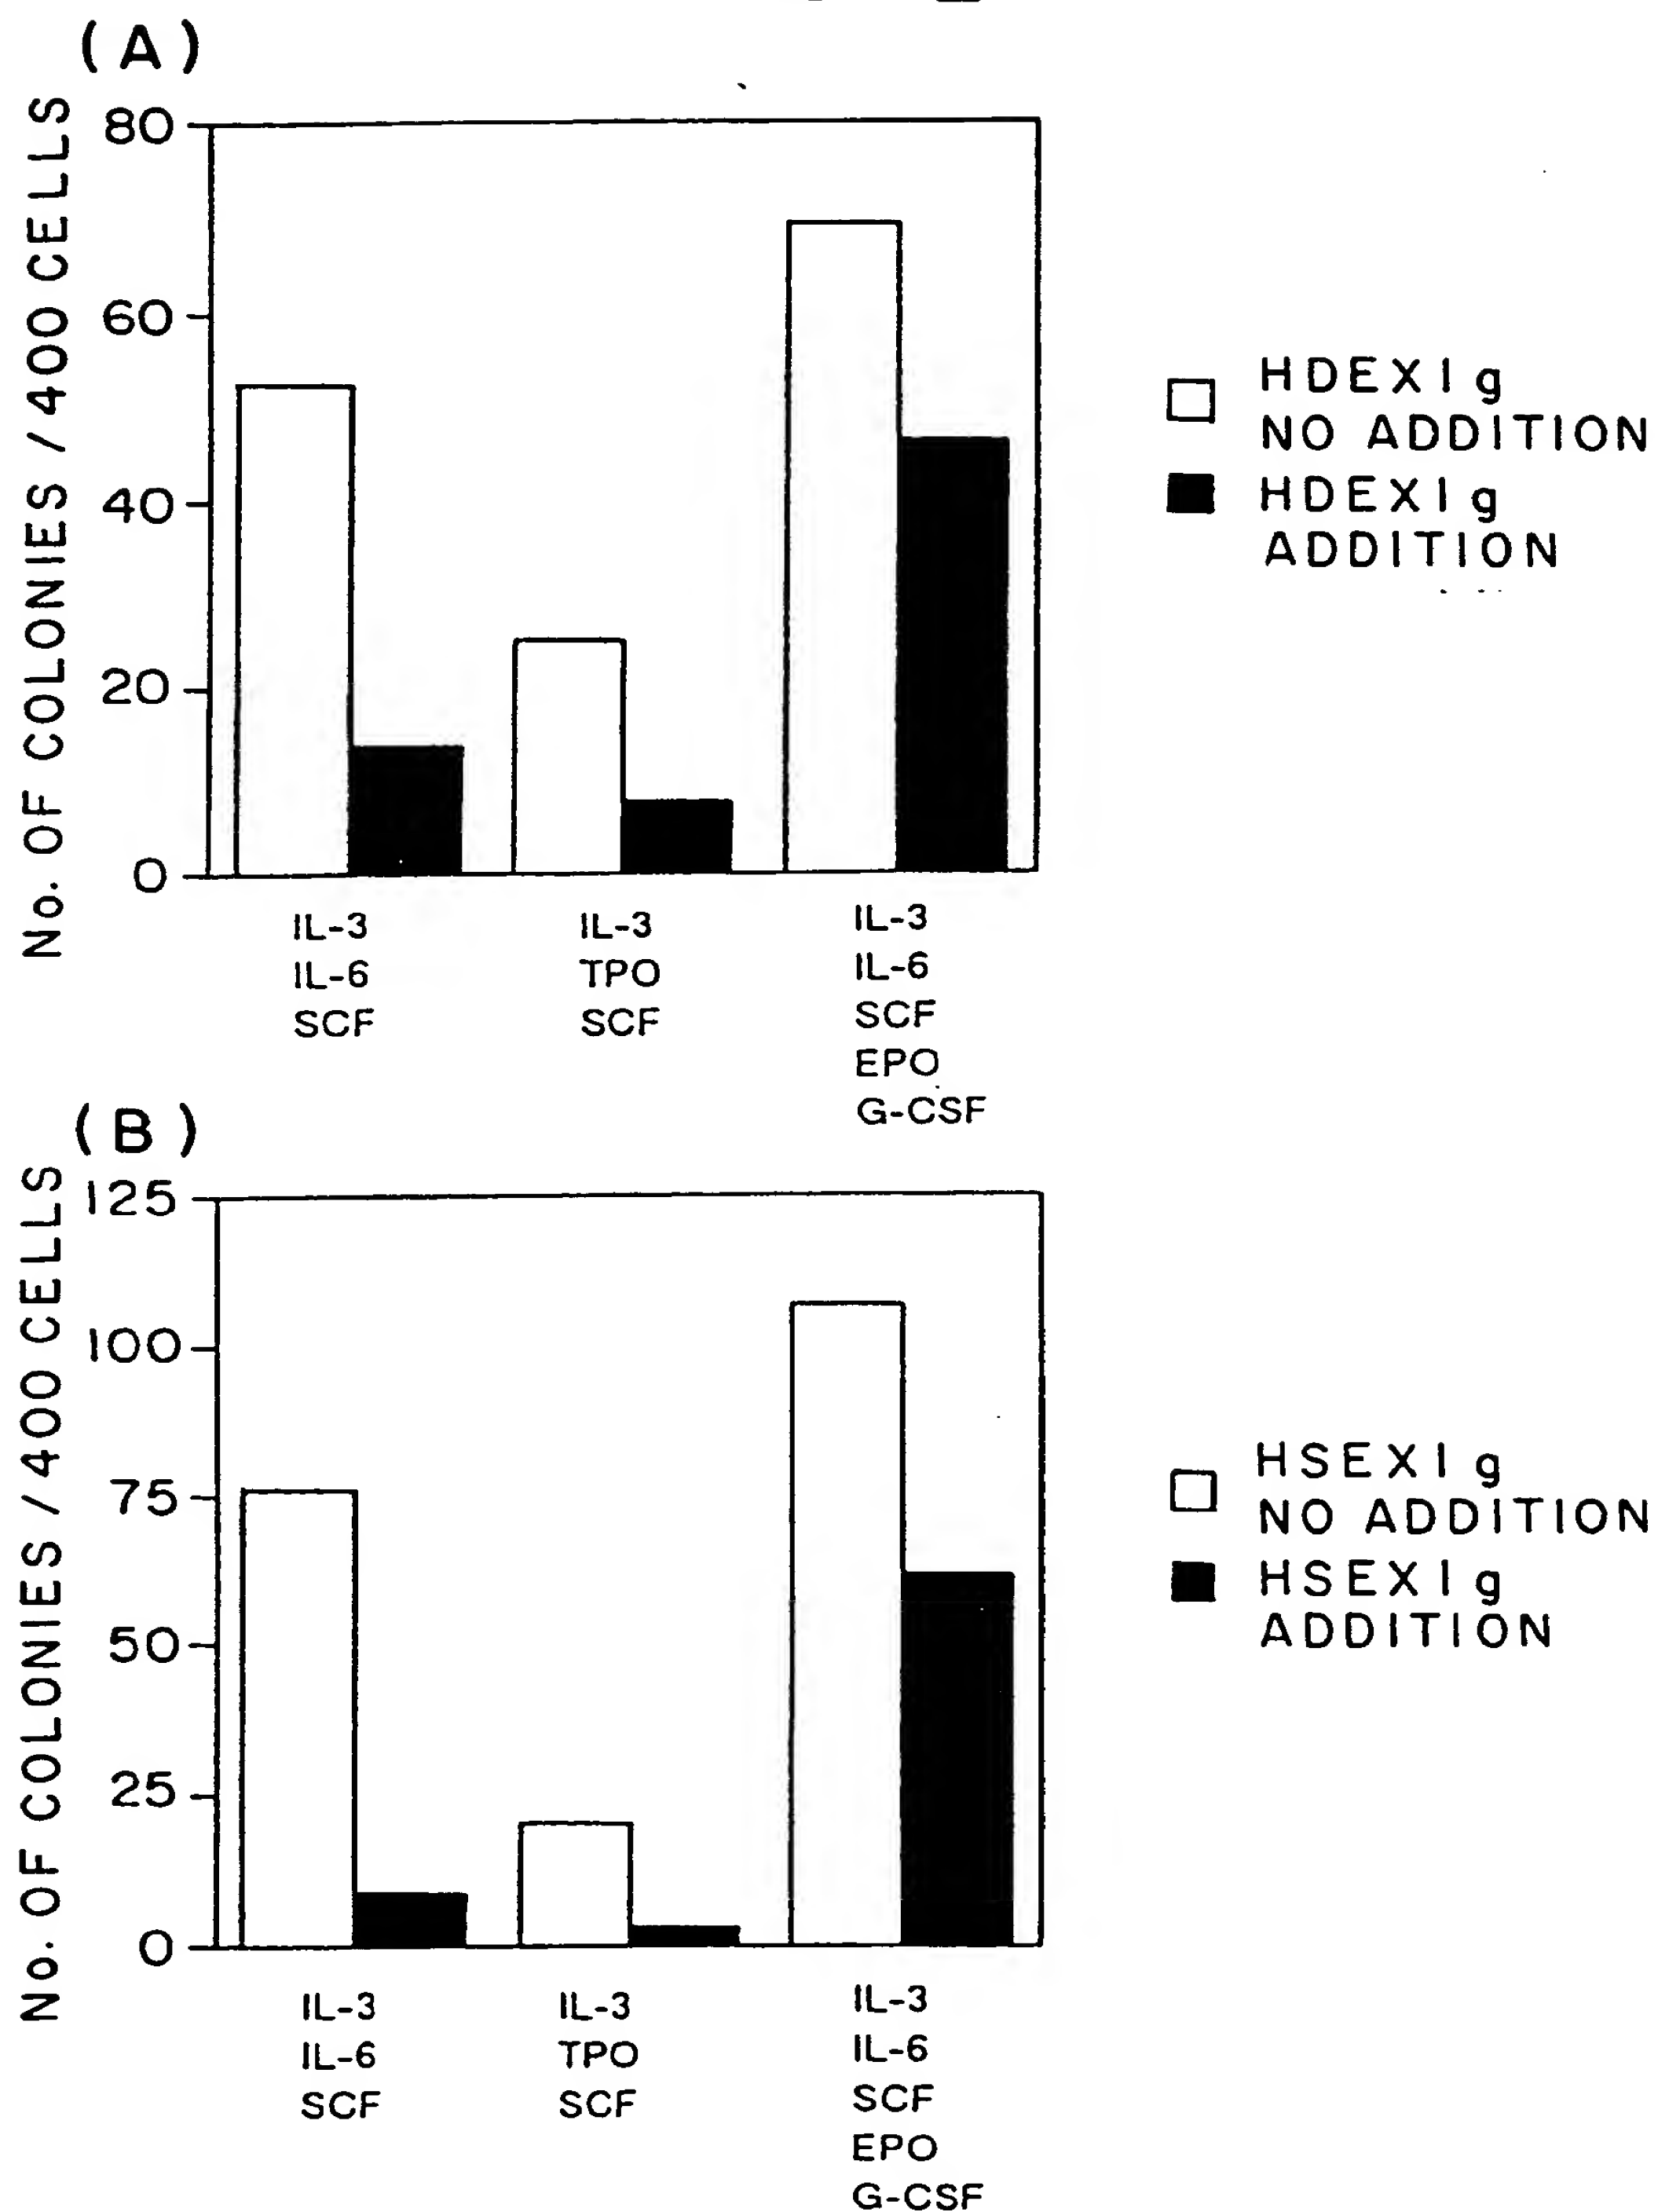 (A)
No. OF COLONIES / 400 CELLS
80
60
40
20
0
IL-3
IL-6
SCF
IL-3
TPO
SCF
IL-3
IL-6
SCF
EPO
G-CSF
HDEXIg
NO ADDITION
HDEXIg
ADDITION
(B)
No. OF COLONIES / 400 CELLS
125
100
75
50
25
0
IL-3
IL-6
SCF
IL-3
TPO
SCF
IL-3
IL-6
SCF
EPO
G-CSF
HSEXIg
NO ADDITION
HSEXIg
ADDITION